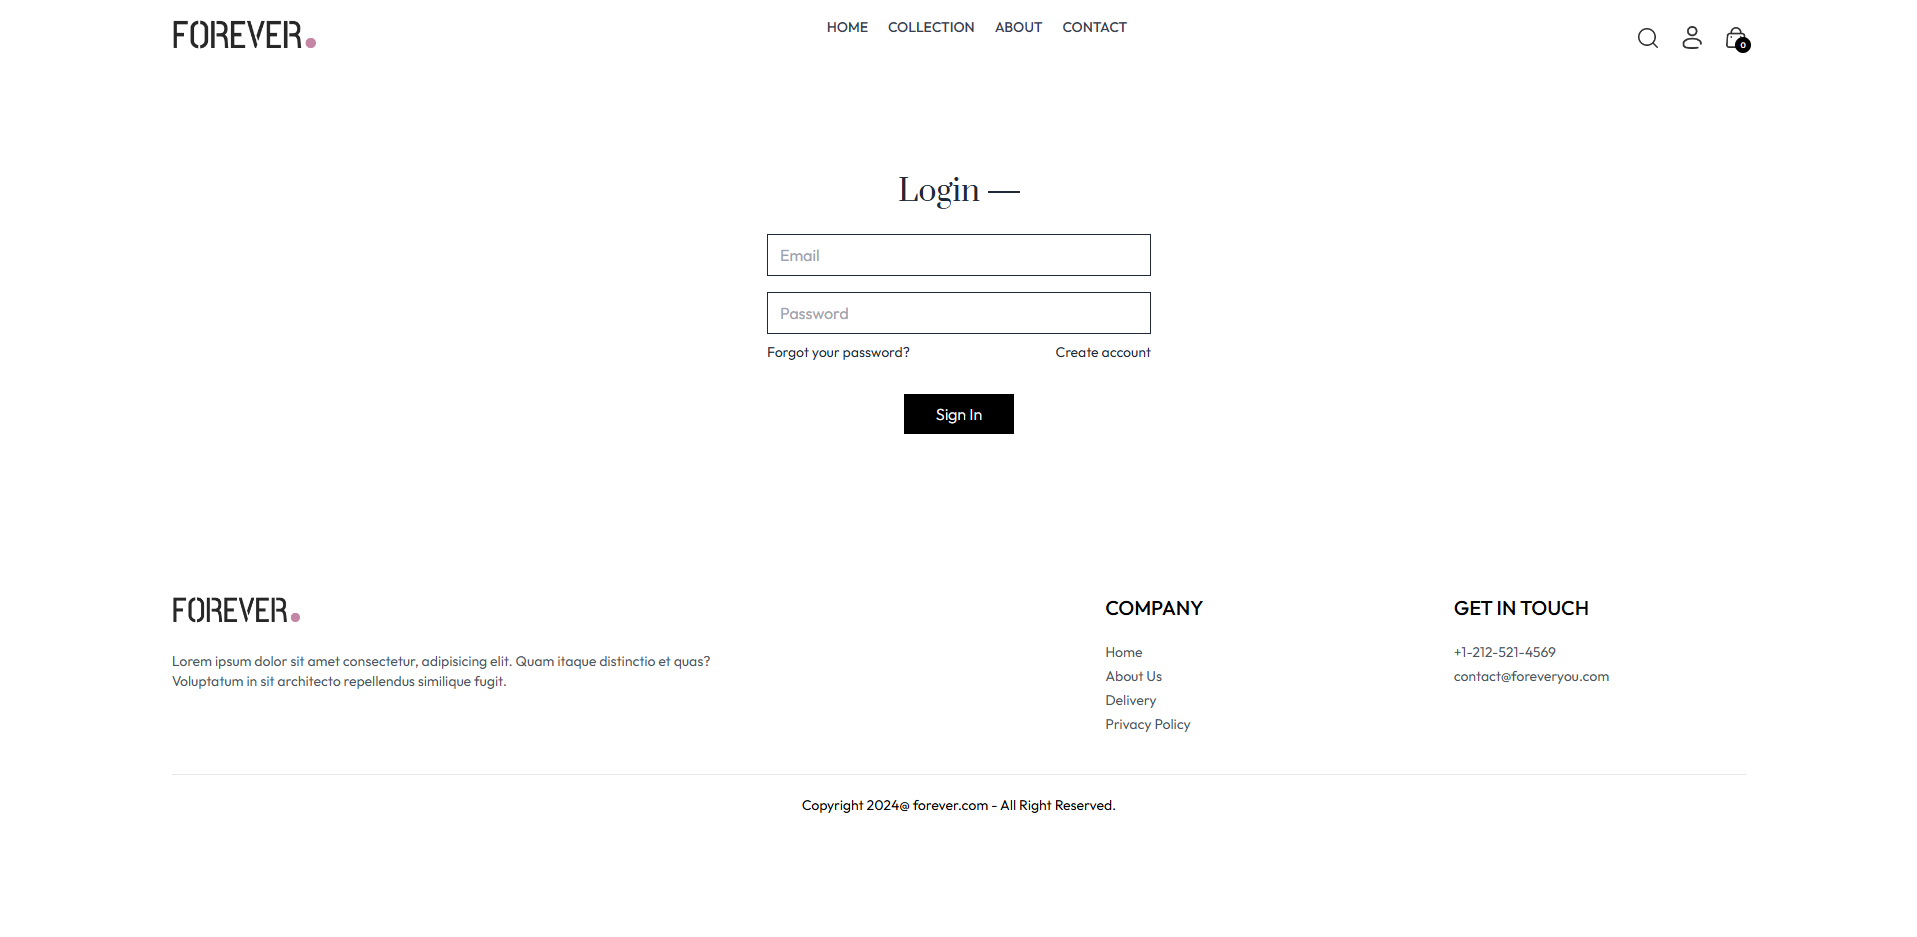 FOREVER.
HOME COLLECTION ABOUT CONTACT
0
Login
Email
Password
Forgot your password? Create account
Sign In
FOREVER.
Lorem ipsum dolor sit amet consectetur, adipisicing elit. Quam itaque distinctio et quas?
Voluptatum in sit architecto repellendus similique fugit.
COMPANY
Home
About Us
Delivery
Privacy Policy
GET IN TOUCH
+1-212-521-4569
contact@foreveryou.com
Copyright 2024@ forever.com - All Right Reserved.